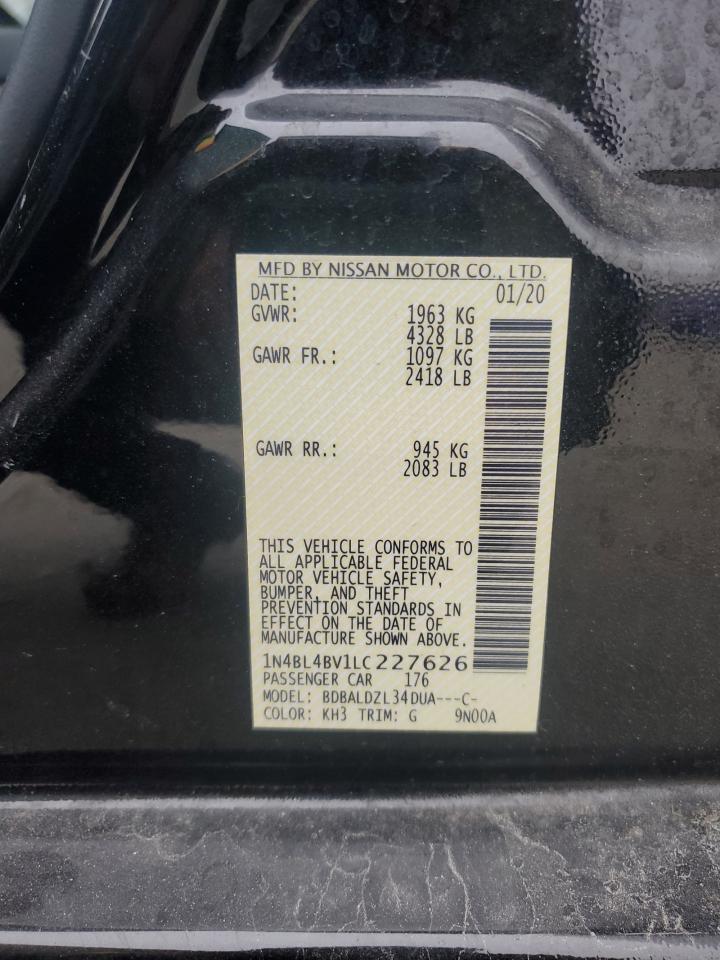 MFD BY NISSAN MOTOR CO., LTD.
DATE: 01/20
GVWR: 1963 KG
4328 LB
GAWR FR.: 1097 KG
2418 LB
GAWR RR.: 945 KG
2083 LB
THIS VEHICLE CONFORMS TO
ALL APPLICABLE FEDERAL
MOTOR VEHICLE SAFETY,
BUMPER, AND THEFT
PREVENTION STANDARDS IN
EFFECT ON THE DATE OF
MANUFACTURE SHOWN ABOVE.
1N4BL4BV1LC227626
PASSENGER CAR 176
MODEL: BDBALDZL34DUA---C-
COLOR: KH3 TRIM: G 9N00A